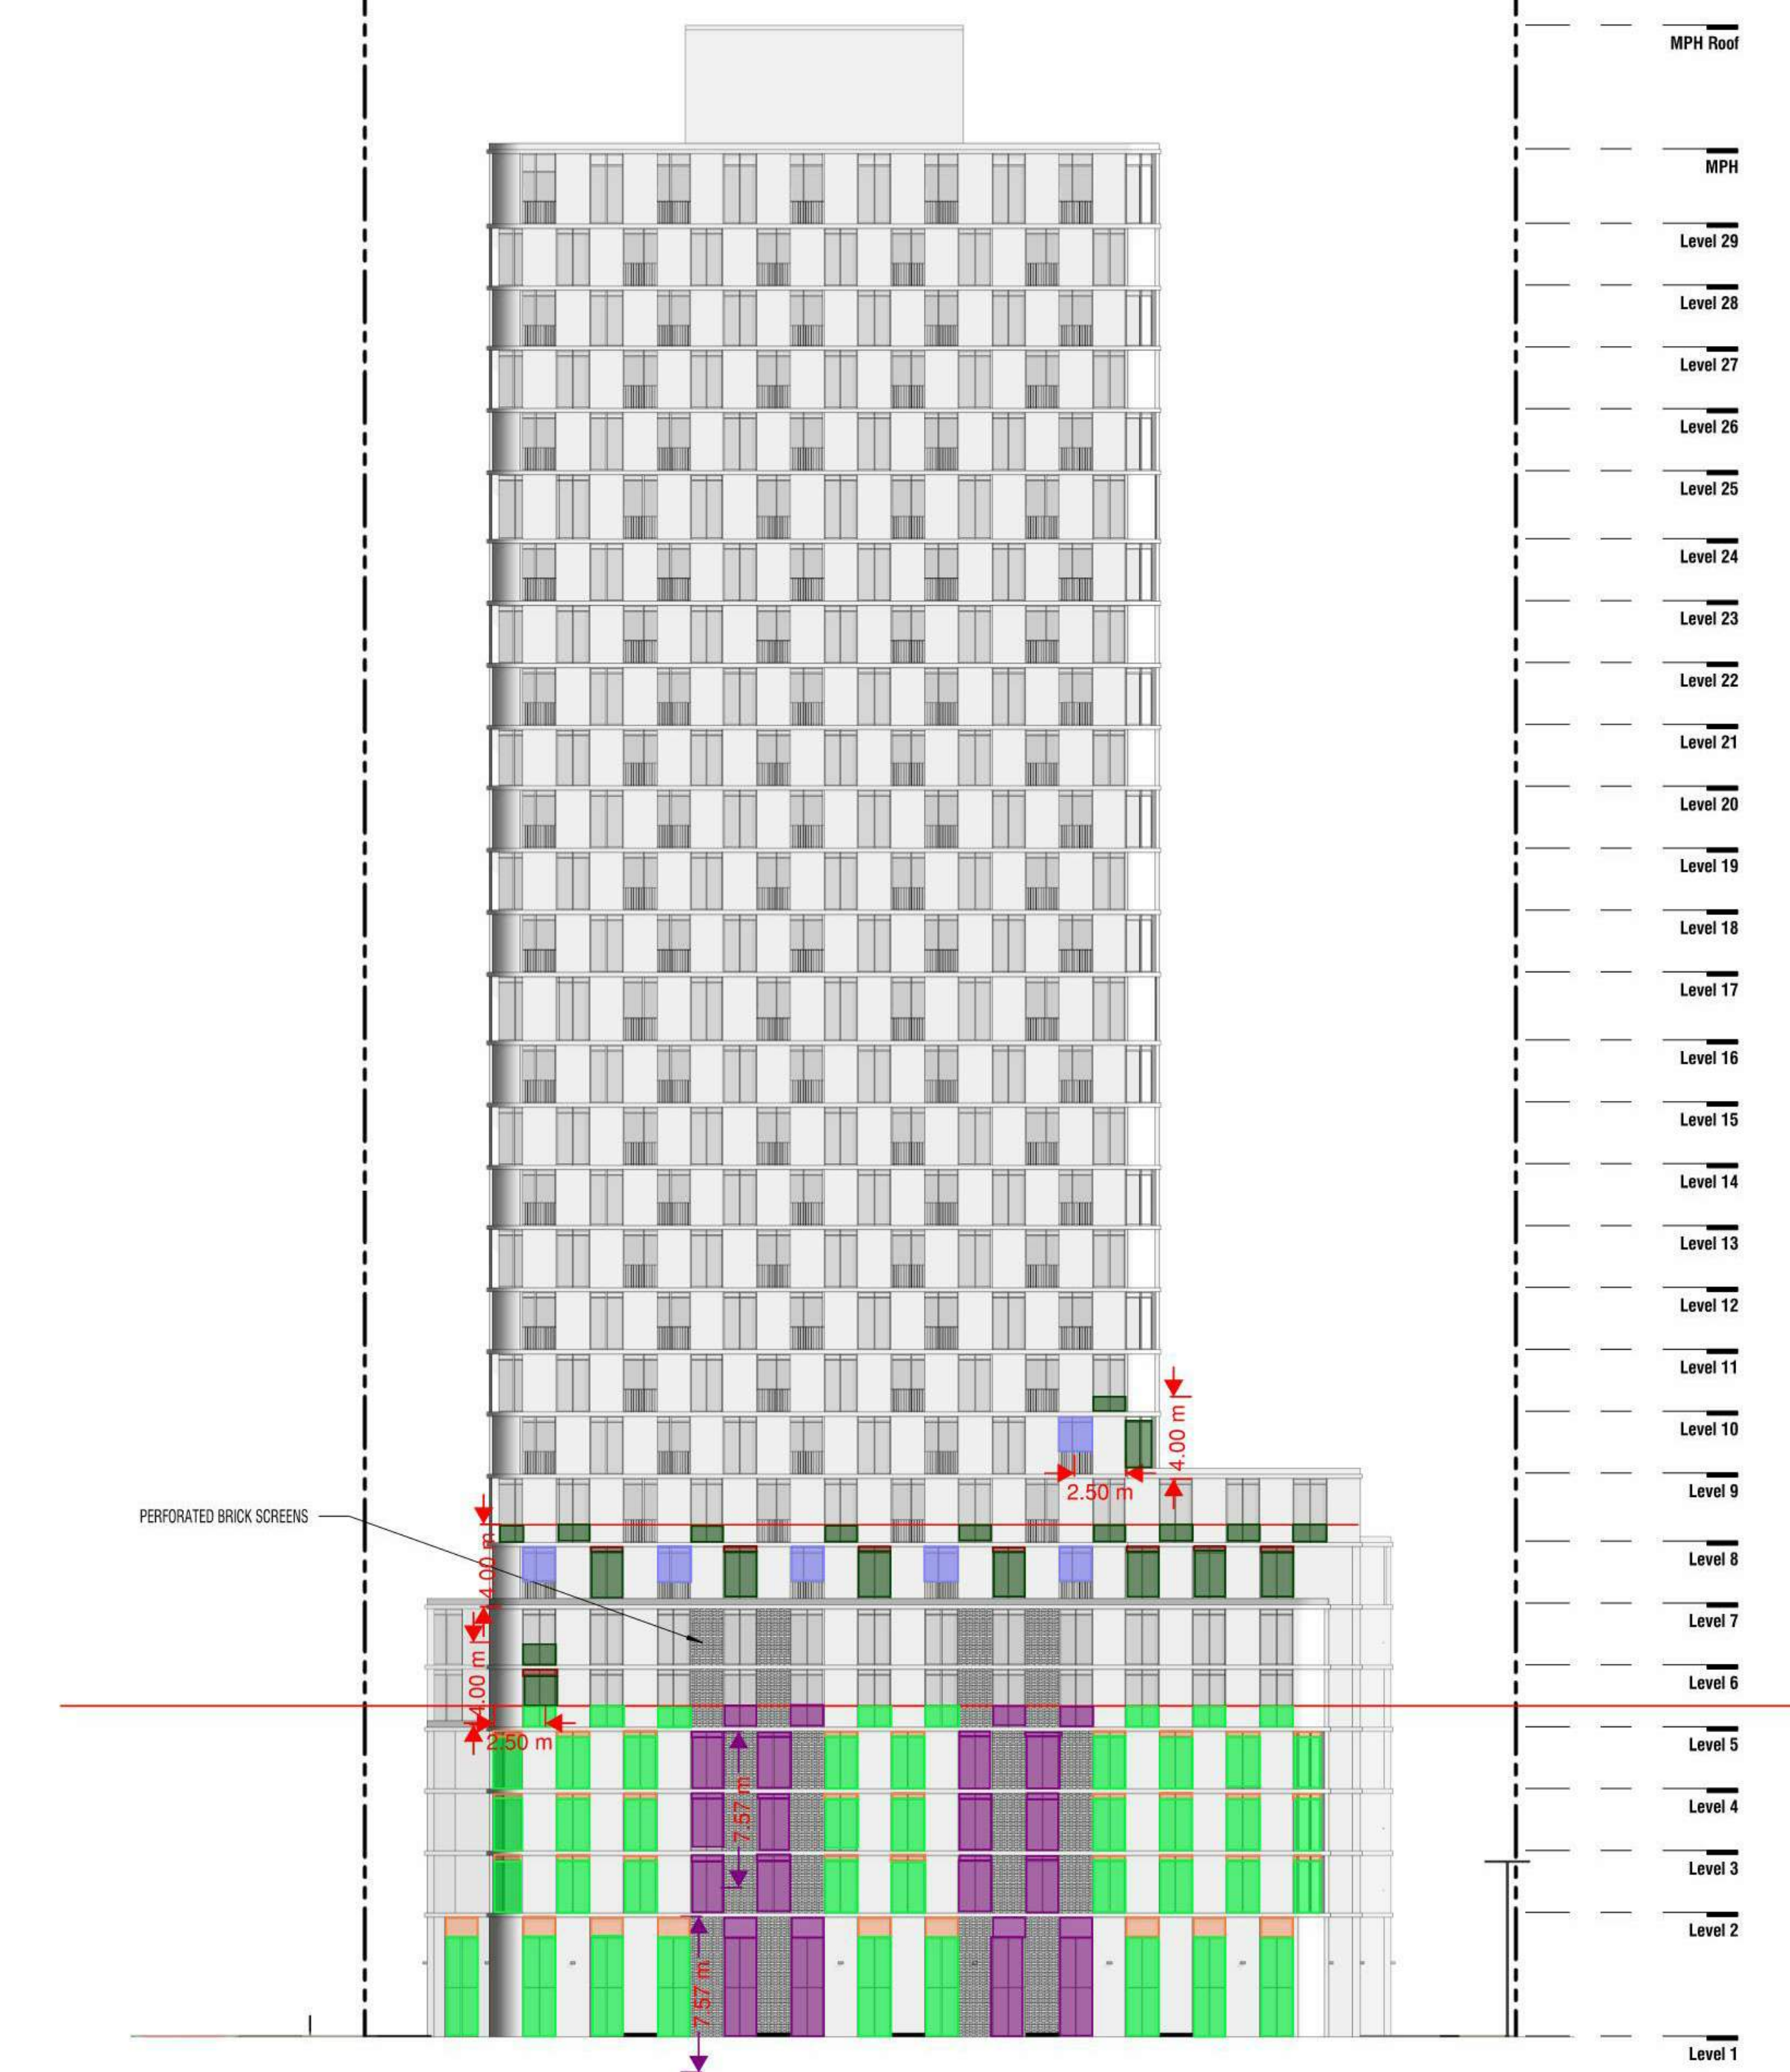 MPH Roof
MPH
Level 29
Level 28
Level 27
Level 26
Level 25
Level 24
Level 23
Level 22
Level 21
Level 20
Level 19
Level 18
Level 17
Level 16
Level 15
Level 14
Level 13
Level 12
Level 11
4.00 m
Level 10
2.50 m
Level 9
PERFORATED BRICK SCREENS
4.00 m
Level 8
Level 7
4.00 m
Level 6
2.50 m
Level 5
7.57 m
Level 4
Level 3
Level 2
7.57 m
Level 1